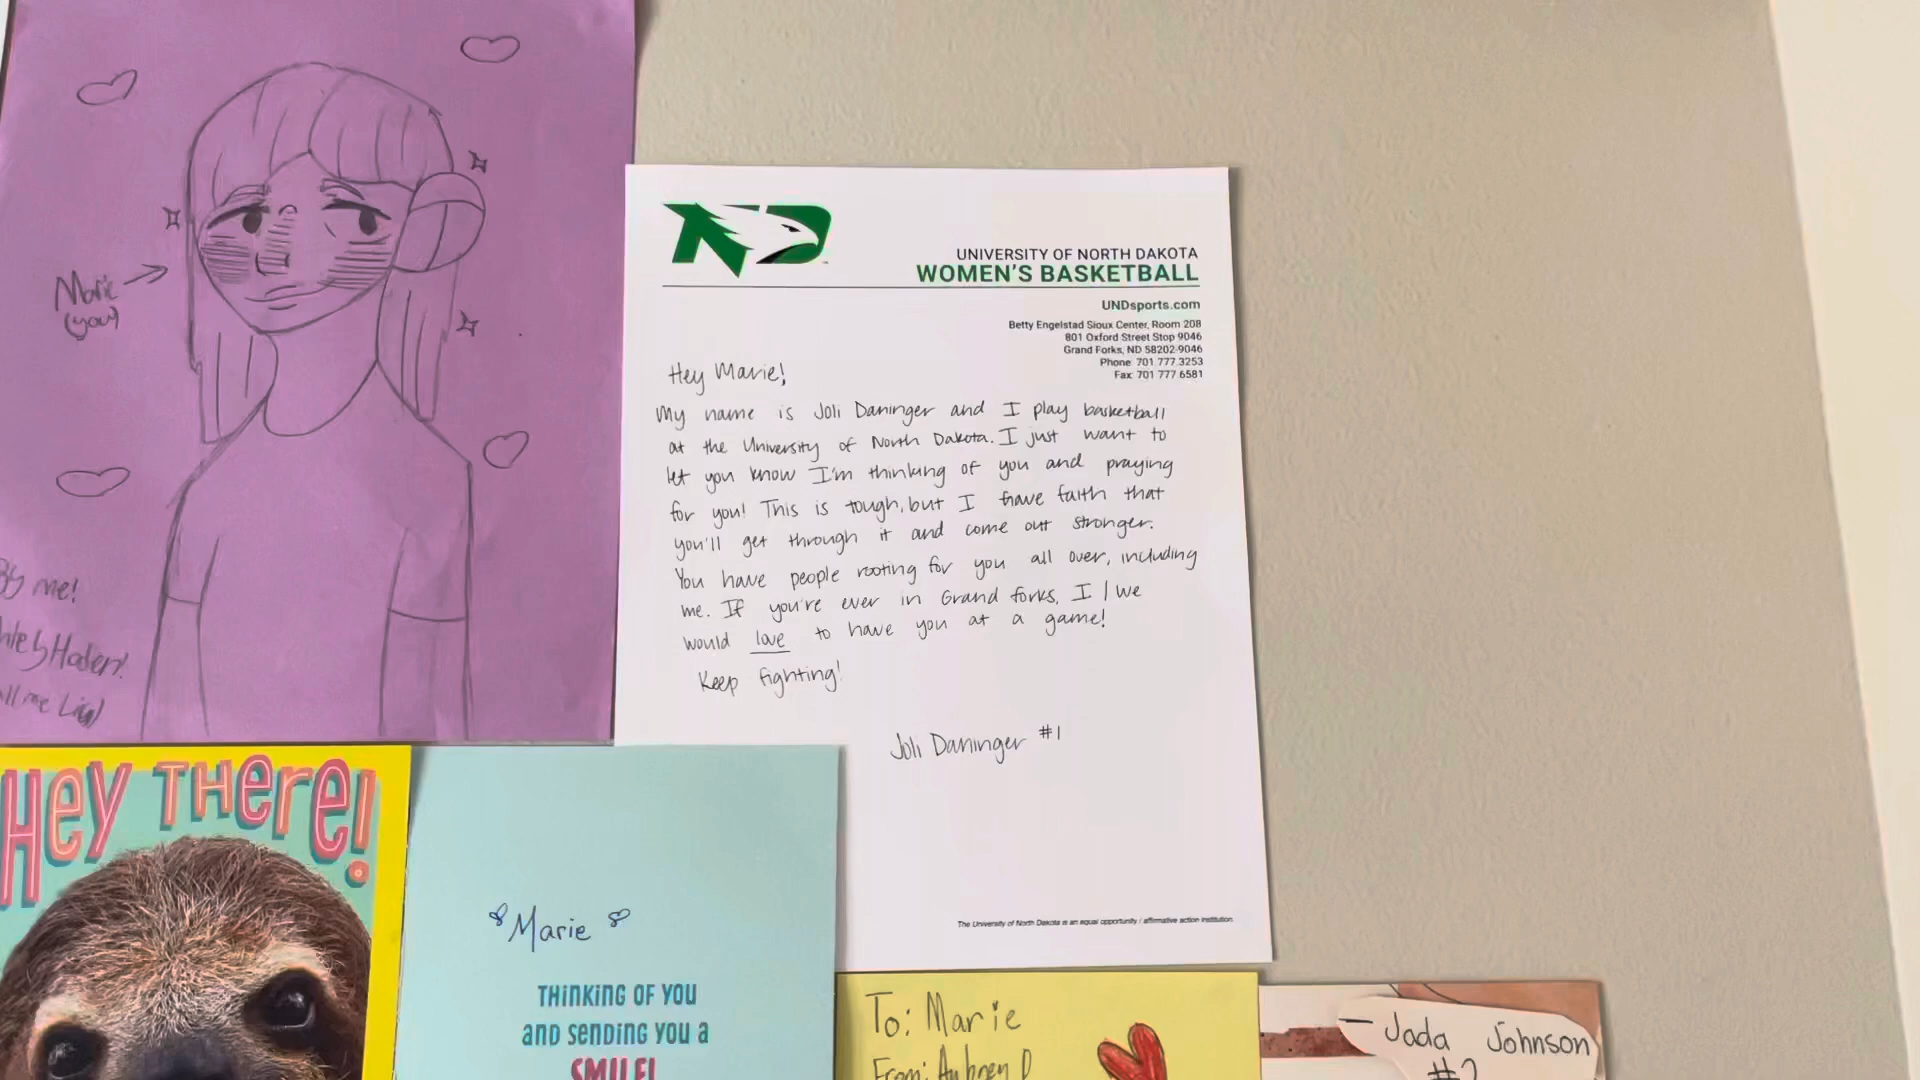 Marie
(you)
By me!
Haden!
me
UNIVERSITY OF NORTH DAKOTA
WOMEN'S BASKETBALL
UNDsports.com
Betty Engelstad Sioux Center, Room 208
801 Oxford Street Stop 9046
Grand Forks, ND 58202-9046
Phone: 701 777 3253
Fax: 701 777 6581
Hey Marie!
My name is Joli Daninger and I play basketball
at the University of North Dakota. I just want to
let you know I'm thinking of you and praying
for you! This is tough, but I have faith that
you'll get through it and come out stronger.
You have people rooting for you all over, including
me. If you're ever in Grand Forks, I/we
would love to have you at a game!
Keep fighting!
Joli Daninger #1
The University of North Dakota is an equal opportunity / affirmative action institution.
HEY THERE!
Marie
THINKING OF YOU
AND SENDING YOU A
SMILE!
To: Marie
From: Aubrey D
— Jada Johnson
#2